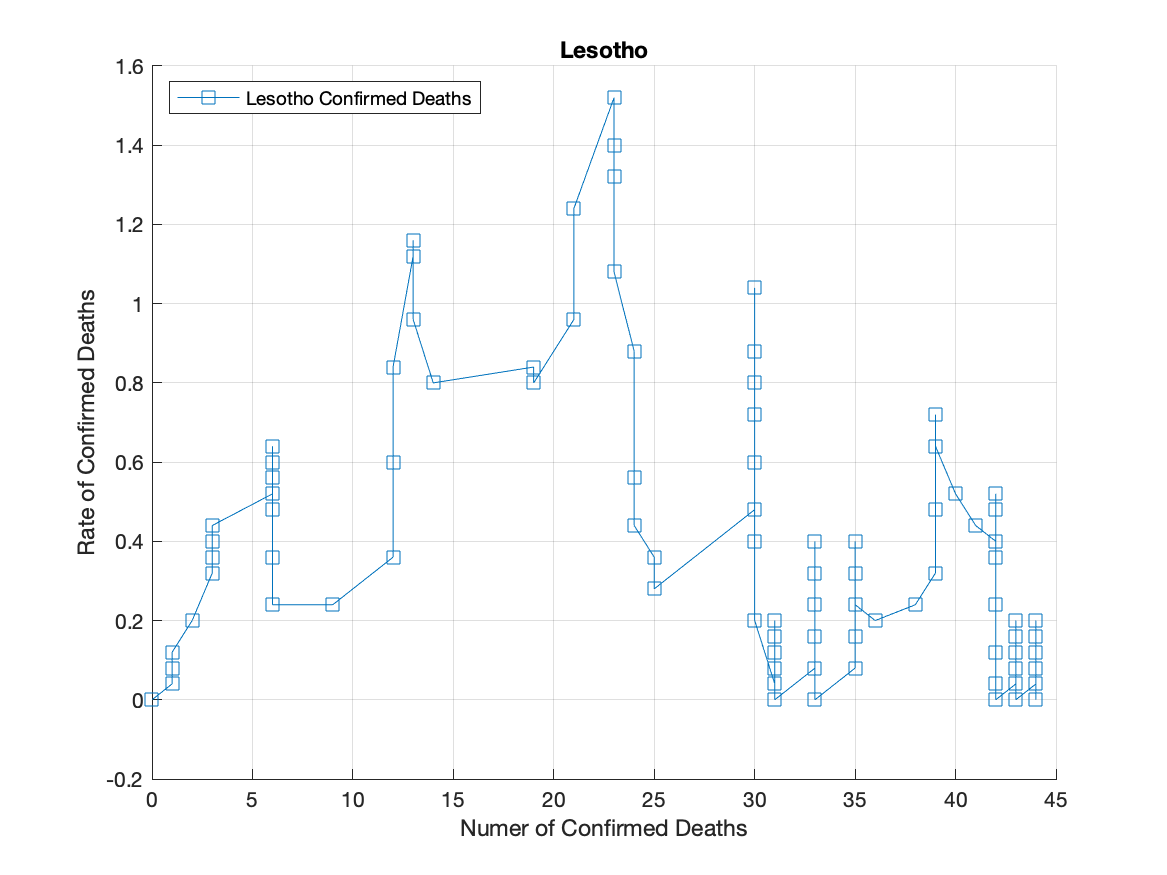 Lesotho
Lesotho Confirmed Deaths
1.6
1.4
1.2
1
0.8
0.6
0.4
0.2
0
-0.2
Rate of Confirmed Deaths
0 5 10 15 20 25 30 35 40 45
Numer of Confirmed Deaths